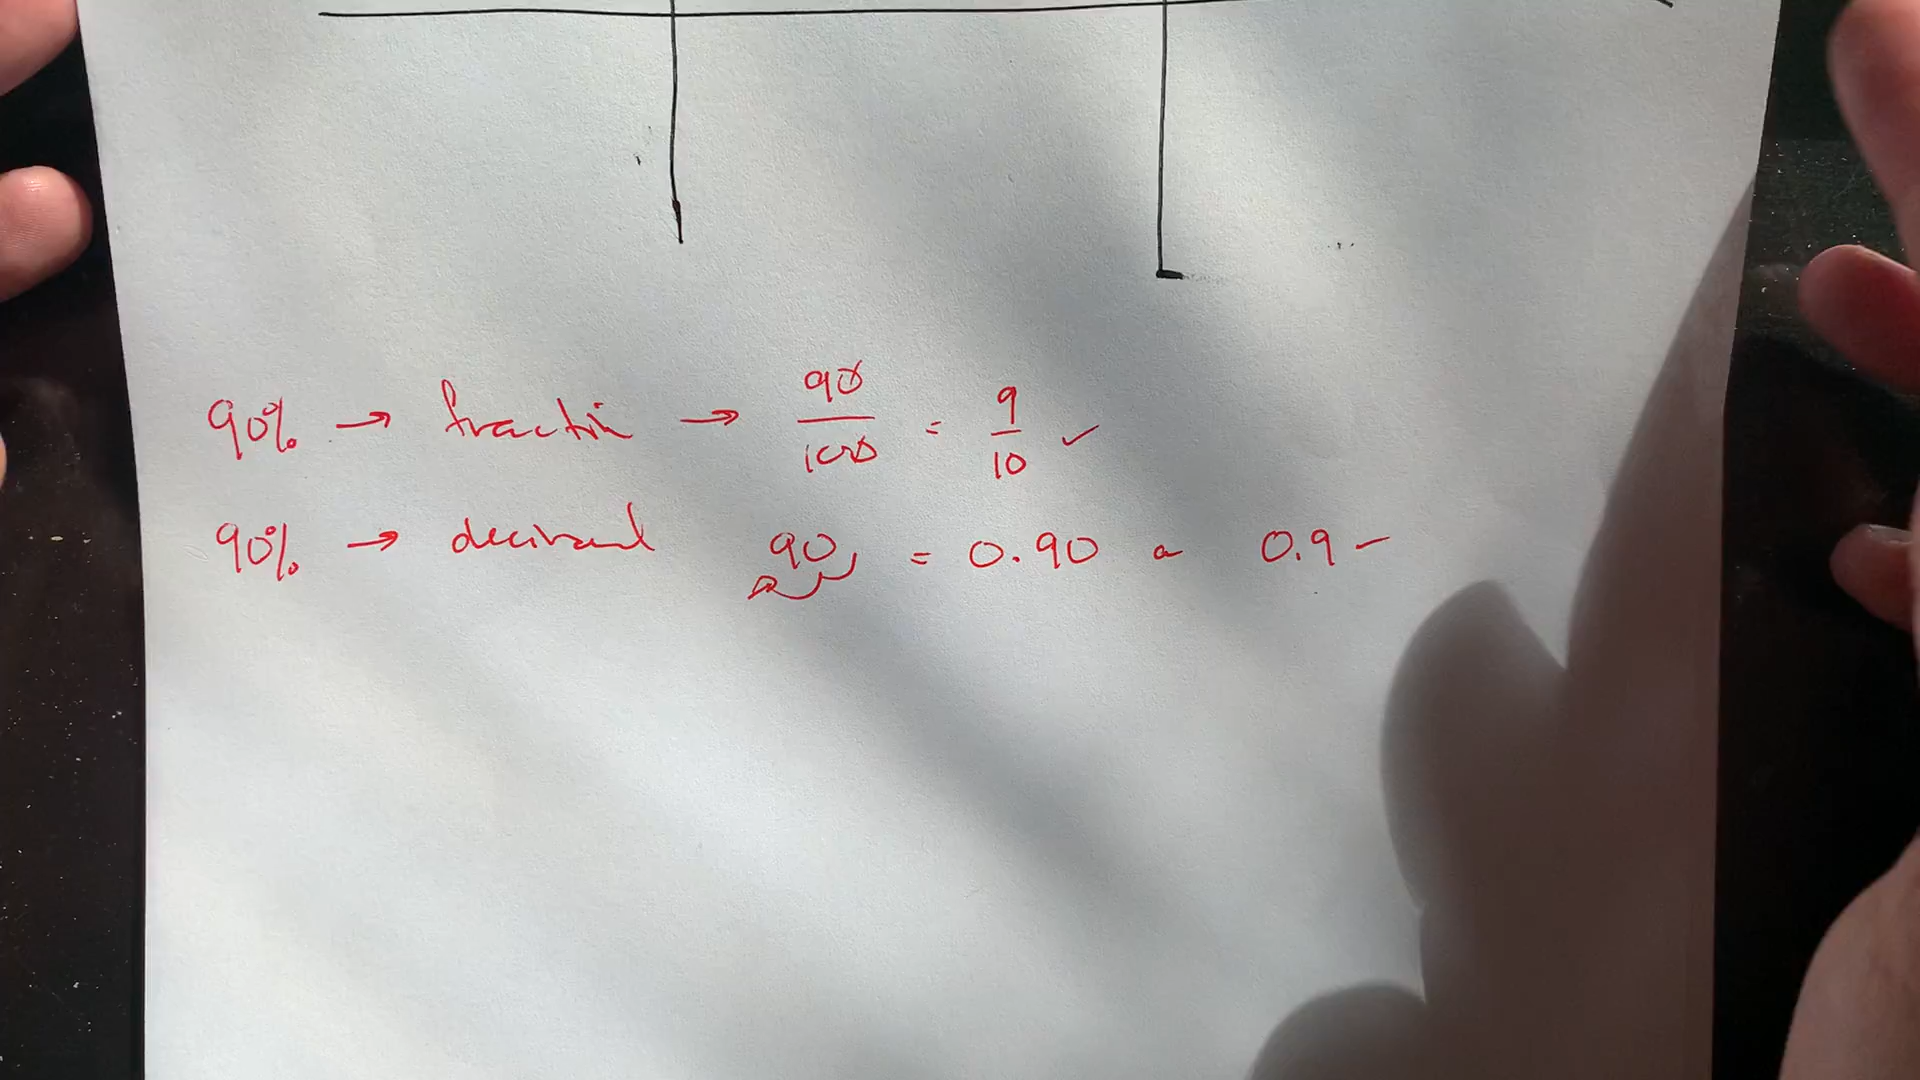 90% → fraction → 90/100 = 9/10 ✓
90% → decimal 90. = 0.90 or 0.9 –